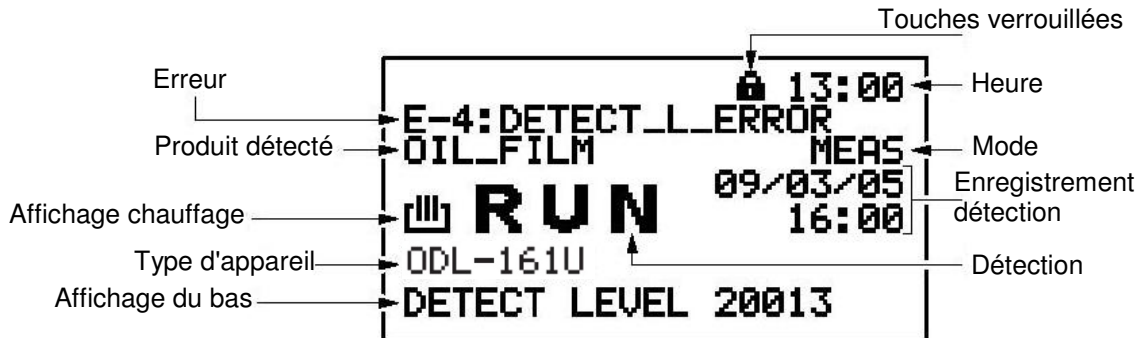 Touches verrouillées
Erreur
13:00
Heure
E-4:DETECT_L_ERROR
Produit détecté
OIL_FILM
MEAS
Mode
09/03/05
16:00
Enregistrement
détection
Affichage chauffage
RUN
Type d'appareil
ODL-161U
Détection
Affichage du bas
DETECT LEVEL 20013